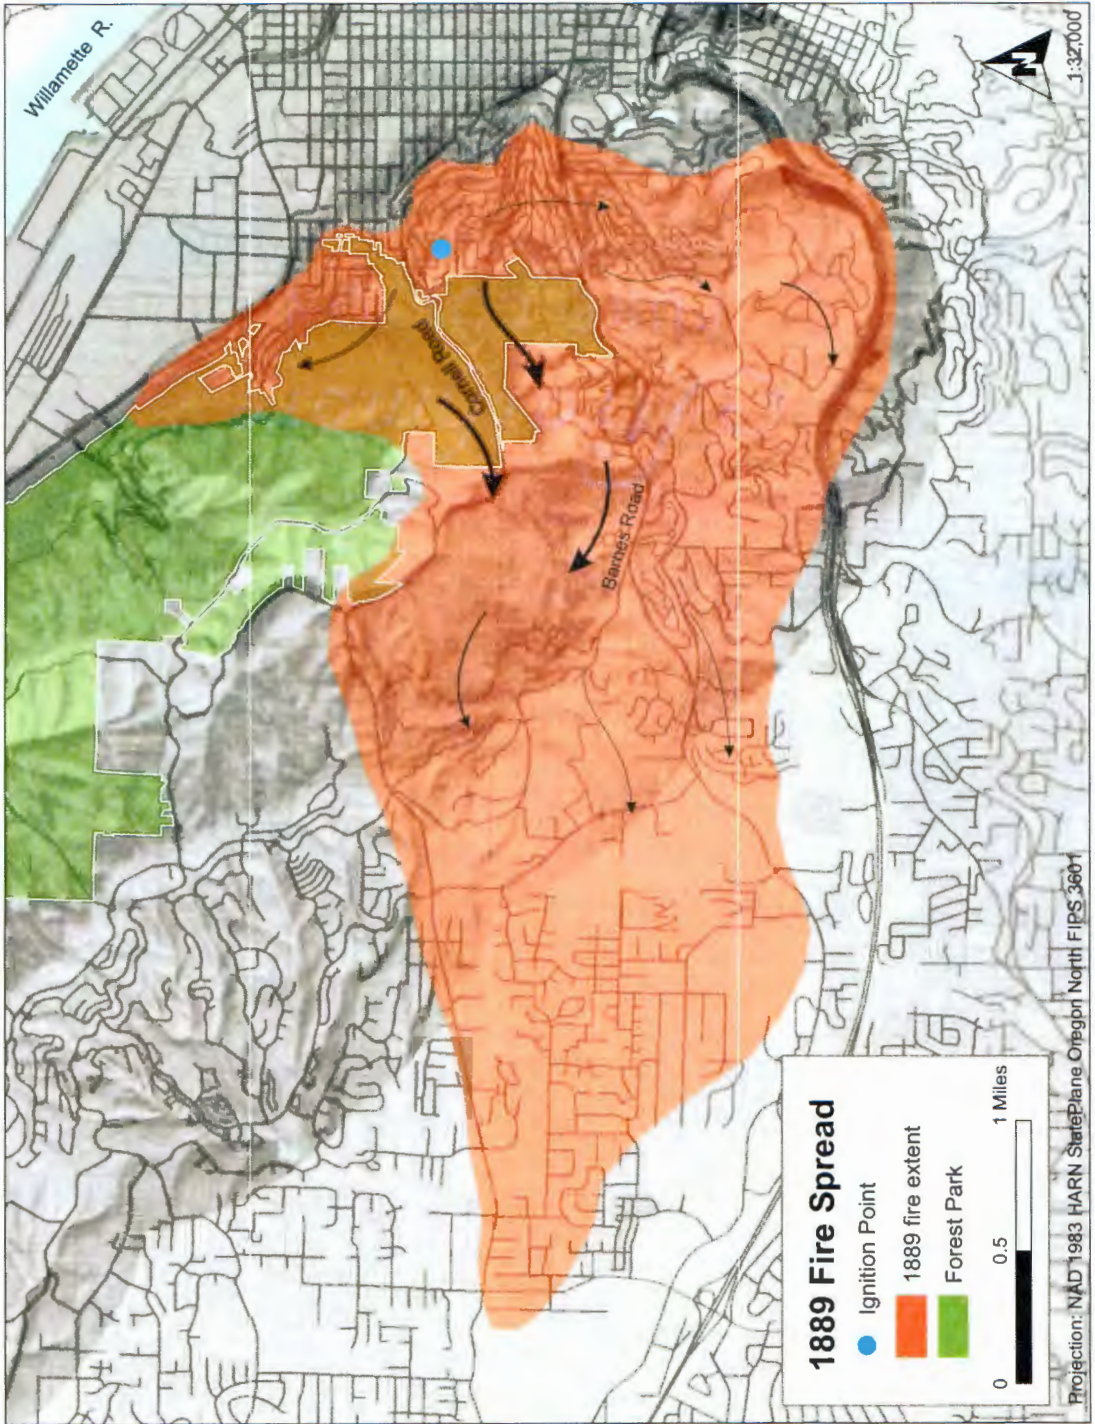 Willamette R.
Cornell Road
Barnes Road
N
1:32,000
1889 Fire Spread
Ignition Point
1889 fire extent
Forest Park
0
0.5
1 Miles
Projection: NAD 1983 HARN StatePlane Oregon North FIPS 3601